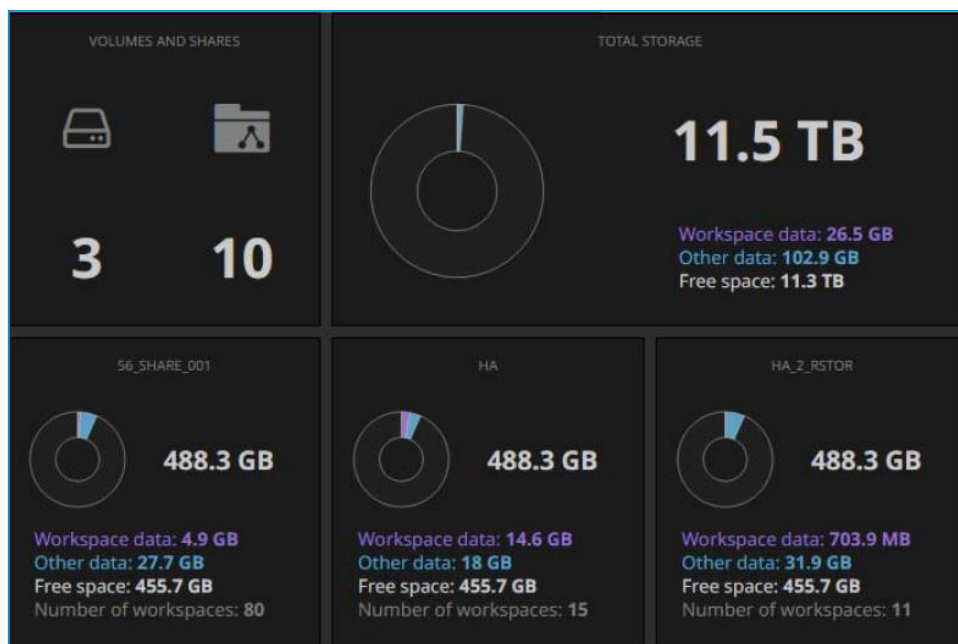 VOLUMES AND SHARES
3
10
TOTAL STORAGE
11.5 TB
Workspace data: 26.5 GB
Other data: 102.9 GB
Free space: 11.3 TB
56_SHARE_001
488.3 GB
Workspace data: 4.9 GB
Other data: 27.7 GB
Free space: 455.7 GB
Number of workspaces: 80
HA
488.3 GB
Workspace data: 14.6 GB
Other data: 18 GB
Free space: 455.7 GB
Number of workspaces: 15
HA_2_RSTOR
488.3 GB
Workspace data: 703.9 MB
Other data: 31.9 GB
Free space: 455.7 GB
Number of workspaces: 11